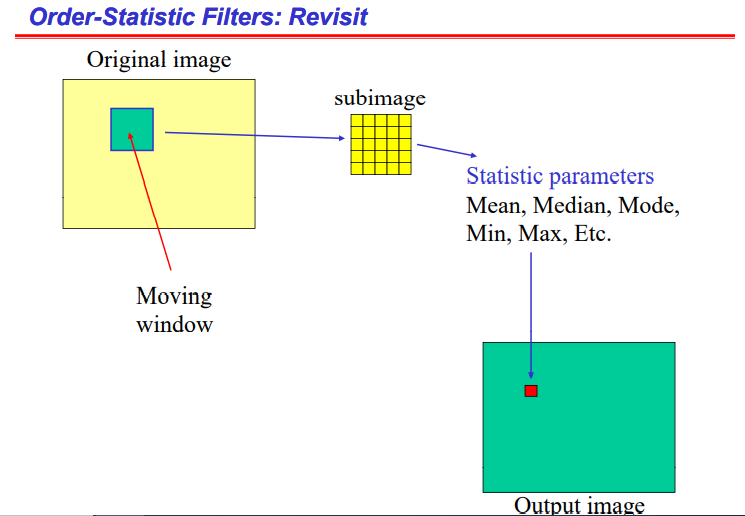 Order-Statistic Filters: Revisit
Original image
subimage
Statistic parameters
Mean, Median, Mode,
Min, Max, Etc.
Moving
window
Output image